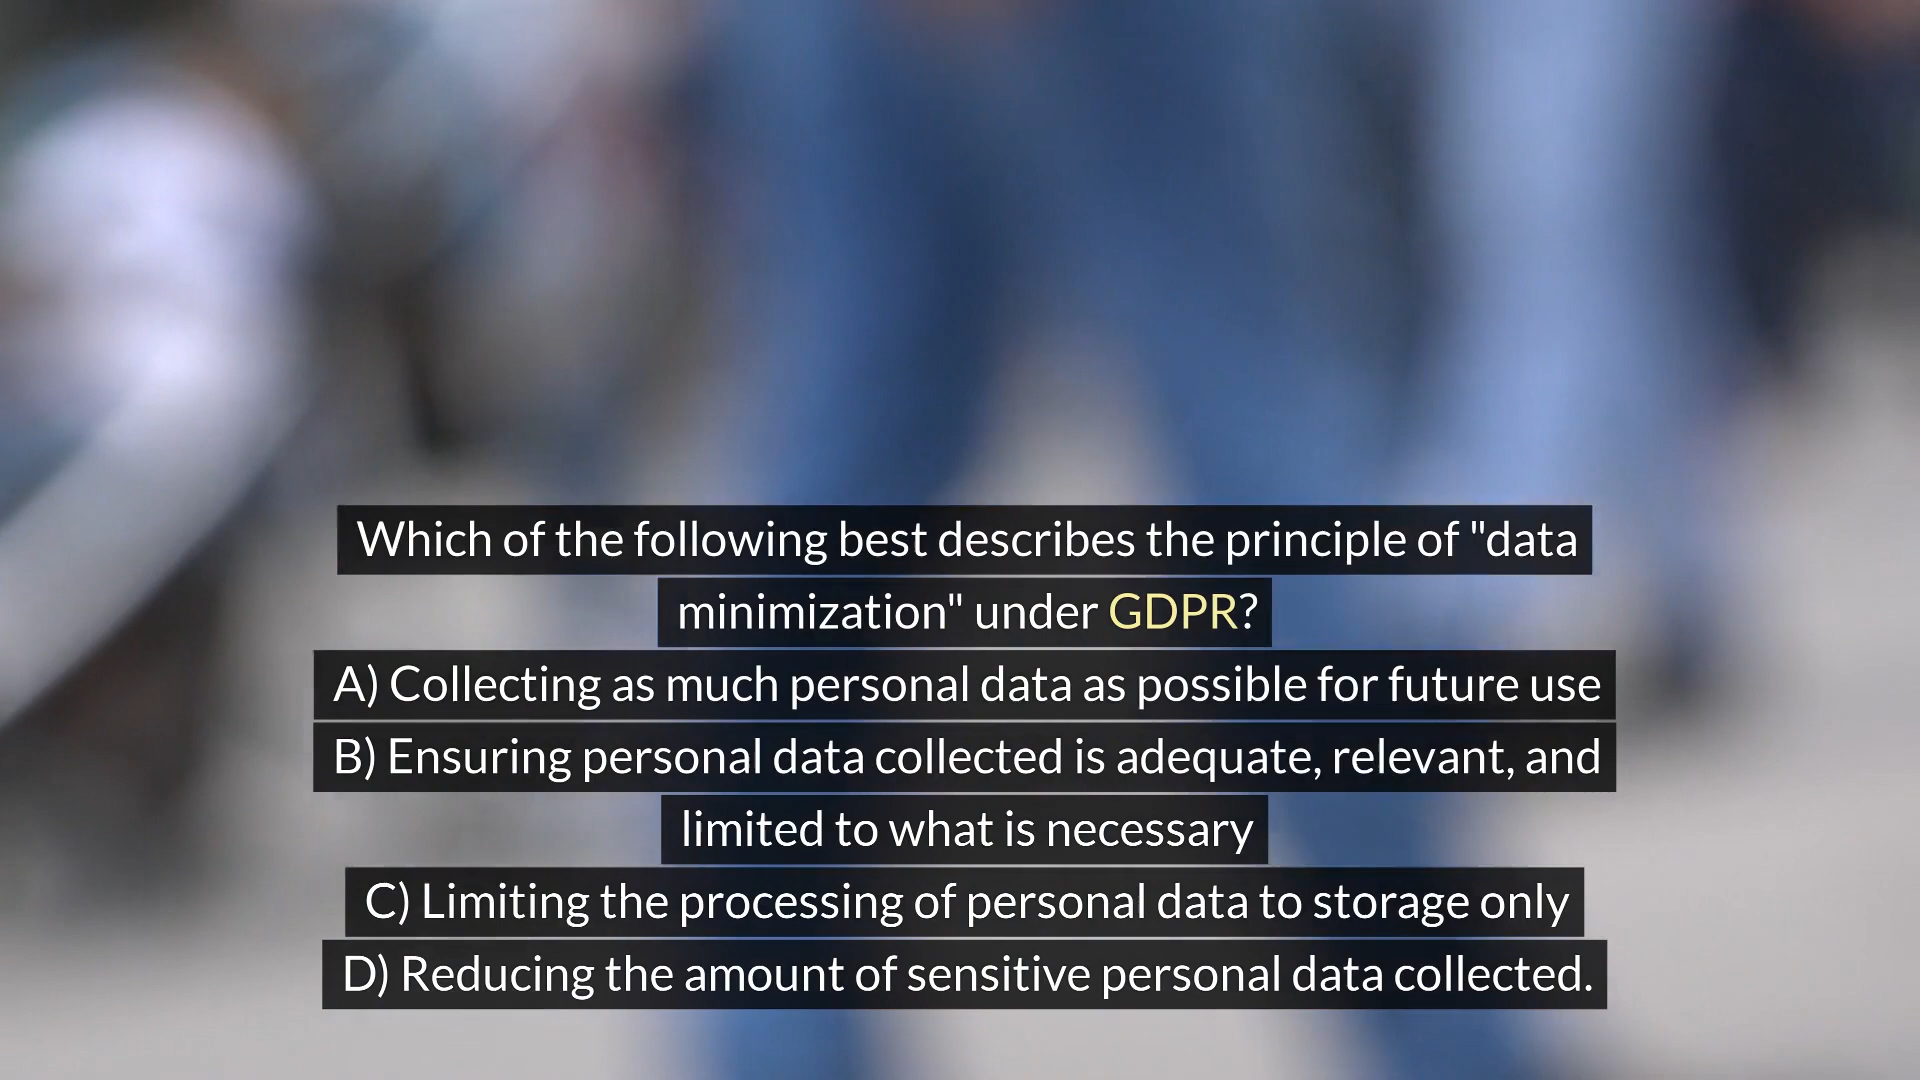 Which of the following best describes the principle of "data
minimization" under GDPR?
A) Collecting as much personal data as possible for future use
B) Ensuring personal data collected is adequate, relevant, and
limited to what is necessary
C) Limiting the processing of personal data to storage only
D) Reducing the amount of sensitive personal data collected.